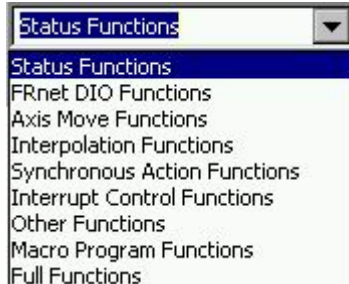 Status Functions
Status Functions
FRnet DIO Functions
Axis Move Functions
Interpolation Functions
Synchronous Action Functions
Interrupt Control Functions
Other Functions
Macro Program Functions
Full Functions